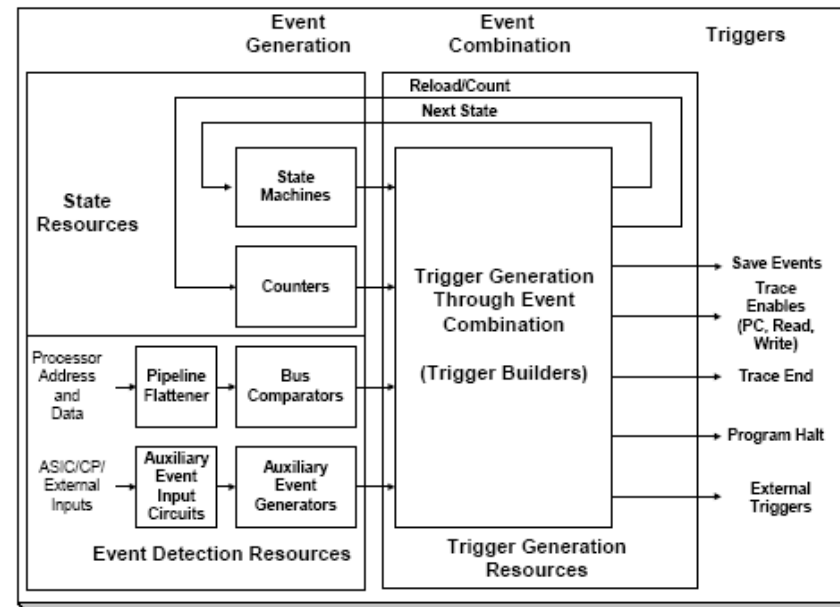 Event
Generation
Event
Combination
Triggers
Reload/Count
Next State
State
Resources
State
Machines
Counters
Trigger Generation
Through Event
Combination
(Trigger Builders)
Save Events
Trace
Enables
(PC, Read,
Write)
Trace End
Program Halt
External
Triggers
Processor
Address
and
Data
Pipeline
Flattener
Bus
Comparators
ASIC/CP/
External
Inputs
Auxiliary
Event
Input
Circuits
Auxiliary
Event
Generators
Event Detection Resources
Trigger Generation
Resources